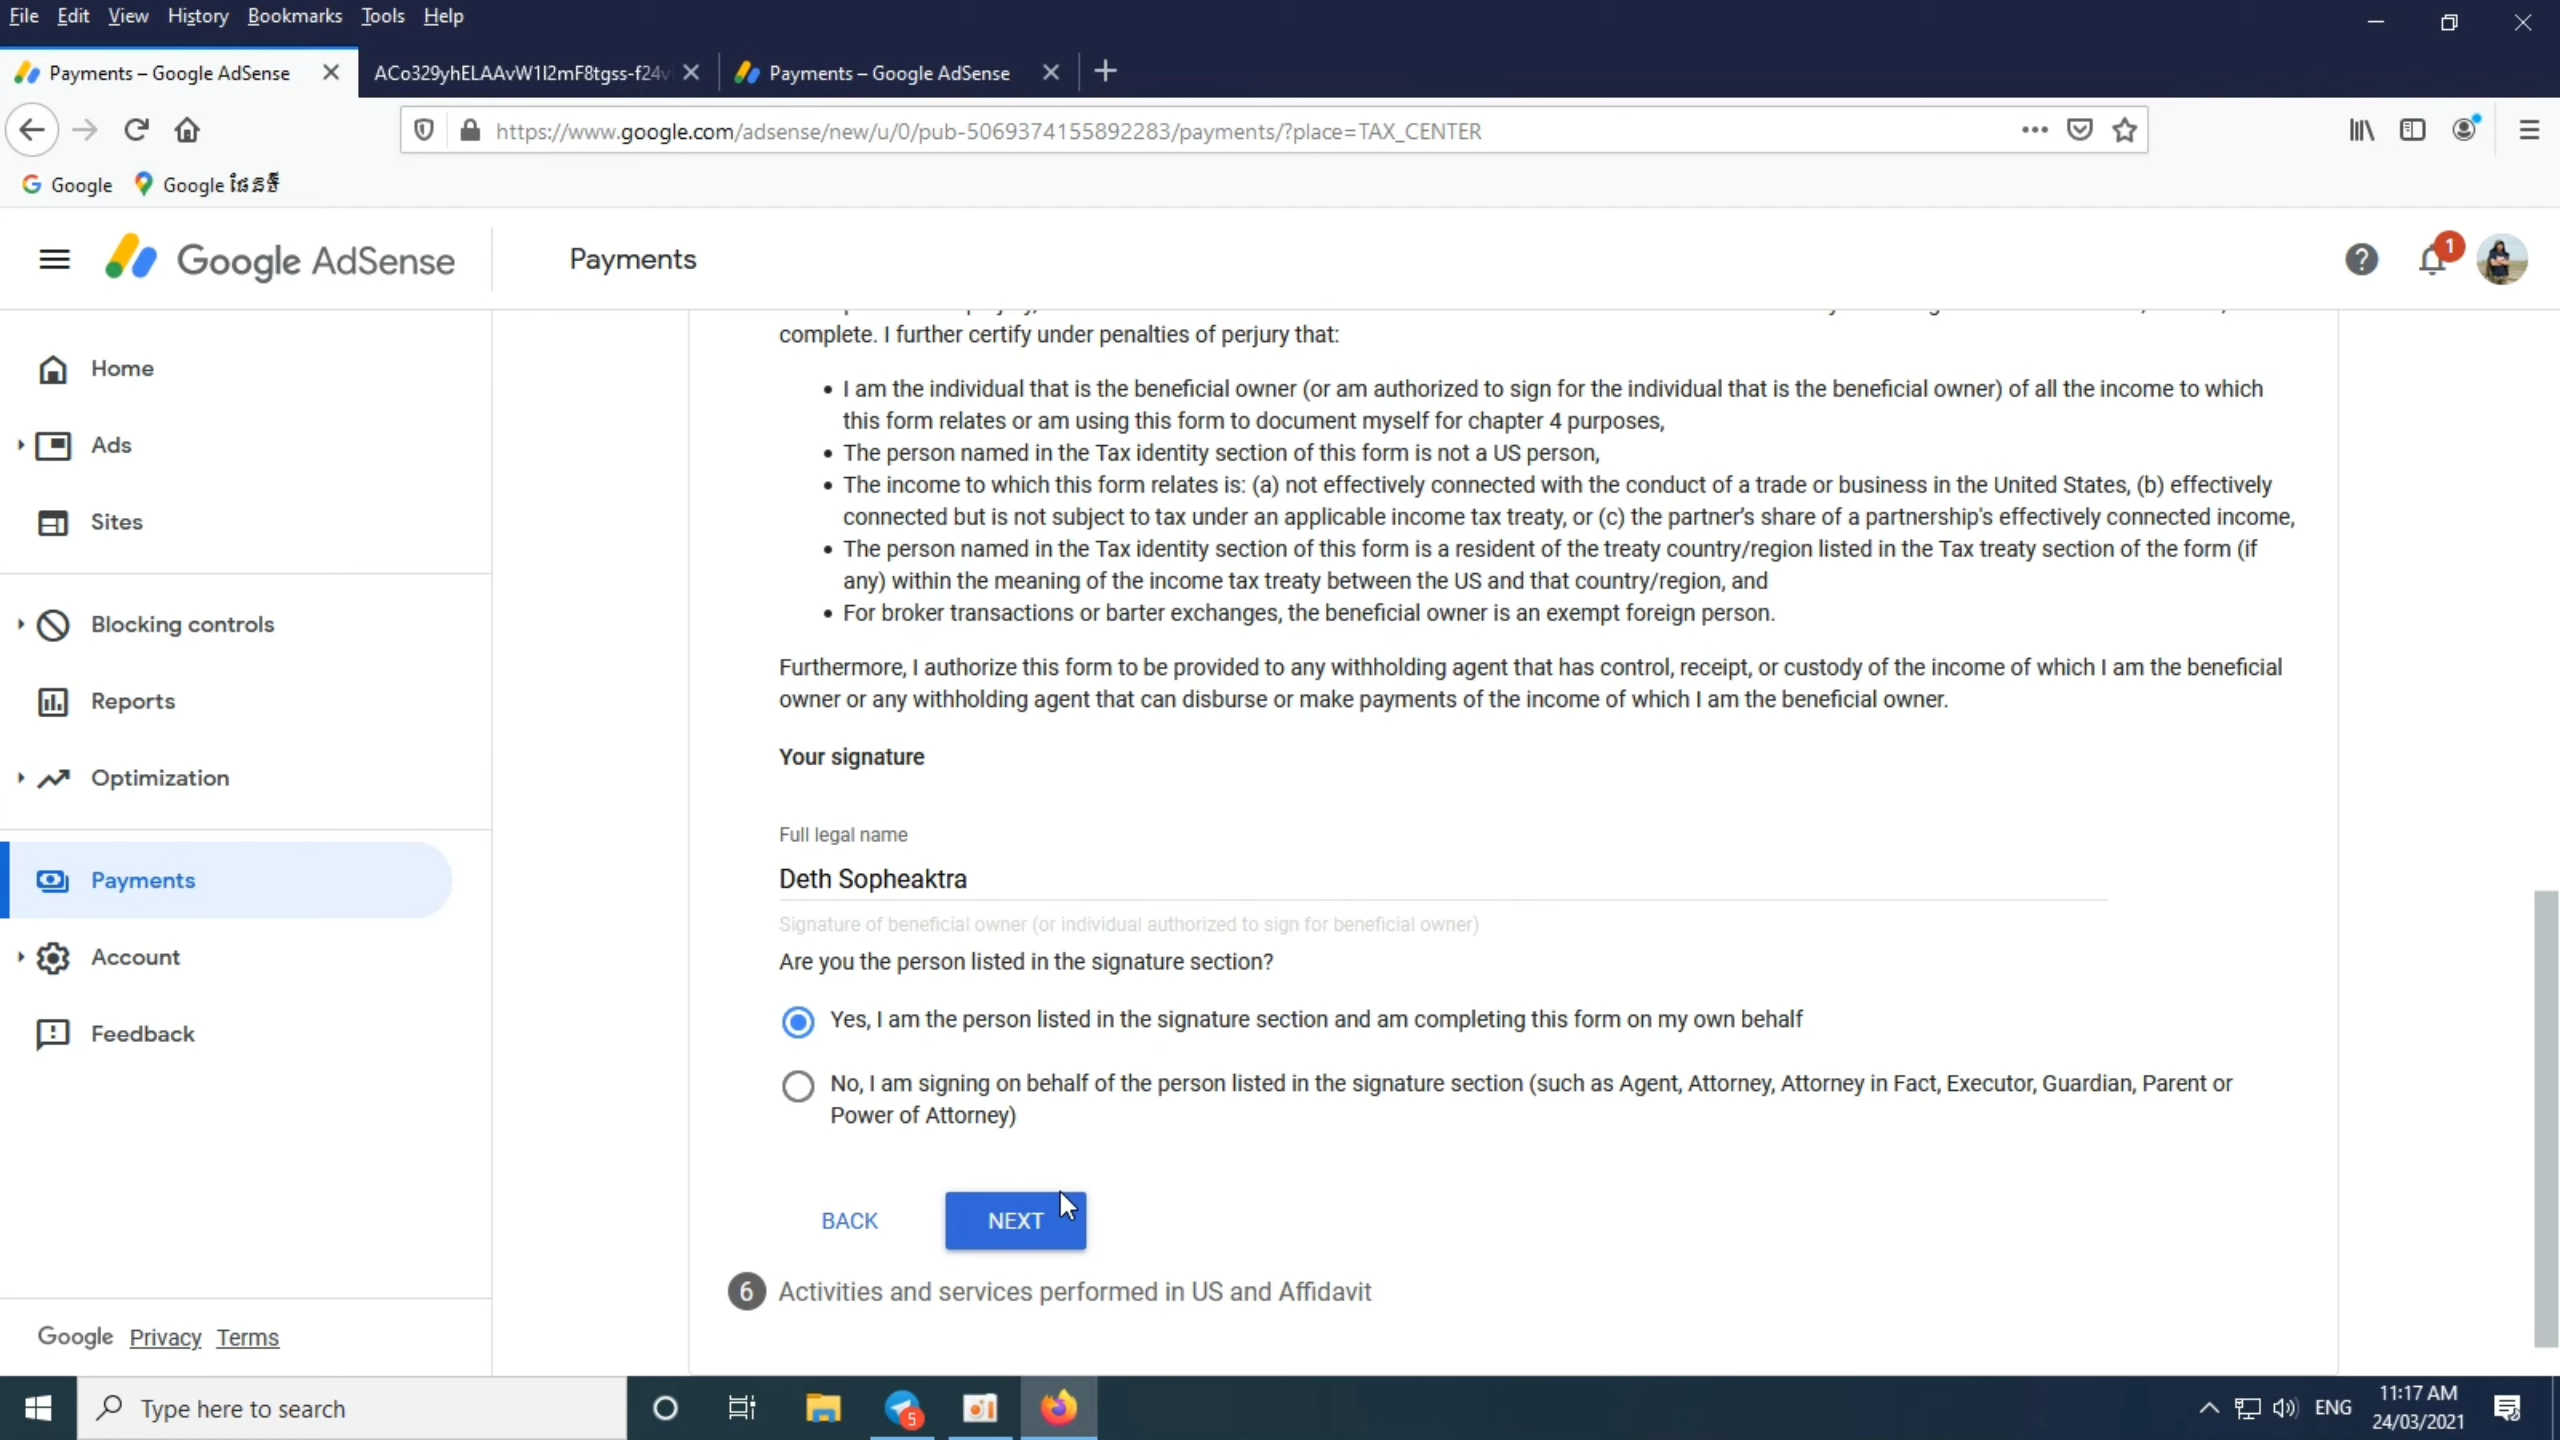 File Edit View History Bookmarks Tools Help
Payments – Google AdSense
ACo329yhELAAvW1l2mF8tgss-f24v
Payments – Google AdSense
https://www.google.com/adsense/new/u/0/pub-5069374155892283/payments/?place=TAX_CENTER
Google
Google ផែនទី
Google AdSense
Payments
1
Home
Ads
Sites
Blocking controls
Reports
Optimization
Payments
Account
Feedback
Google Privacy Terms
complete. I further certify under penalties of perjury that:
• I am the individual that is the beneficial owner (or am authorized to sign for the individual that is the beneficial owner) of all the income to which
this form relates or am using this form to document myself for chapter 4 purposes,
• The person named in the Tax identity section of this form is not a US person,
• The income to which this form relates is: (a) not effectively connected with the conduct of a trade or business in the United States, (b) effectively
connected but is not subject to tax under an applicable income tax treaty, or (c) the partner's share of a partnership's effectively connected income,
• The person named in the Tax identity section of this form is a resident of the treaty country/region listed in the Tax treaty section of the form (if
any) within the meaning of the income tax treaty between the US and that country/region, and
• For broker transactions or barter exchanges, the beneficial owner is an exempt foreign person.
Furthermore, I authorize this form to be provided to any withholding agent that has control, receipt, or custody of the income of which I am the beneficial
owner or any withholding agent that can disburse or make payments of the income of which I am the beneficial owner.
Your signature
Full legal name
Deth Sopheaktra
Signature of beneficial owner (or individual authorized to sign for beneficial owner)
Are you the person listed in the signature section?
Yes, I am the person listed in the signature section and am completing this form on my own behalf
No, I am signing on behalf of the person listed in the signature section (such as Agent, Attorney, Attorney in Fact, Executor, Guardian, Parent or
Power of Attorney)
BACK
NEXT
6 Activities and services performed in US and Affidavit
Type here to search
5
ENG
11:17 AM
24/03/2021